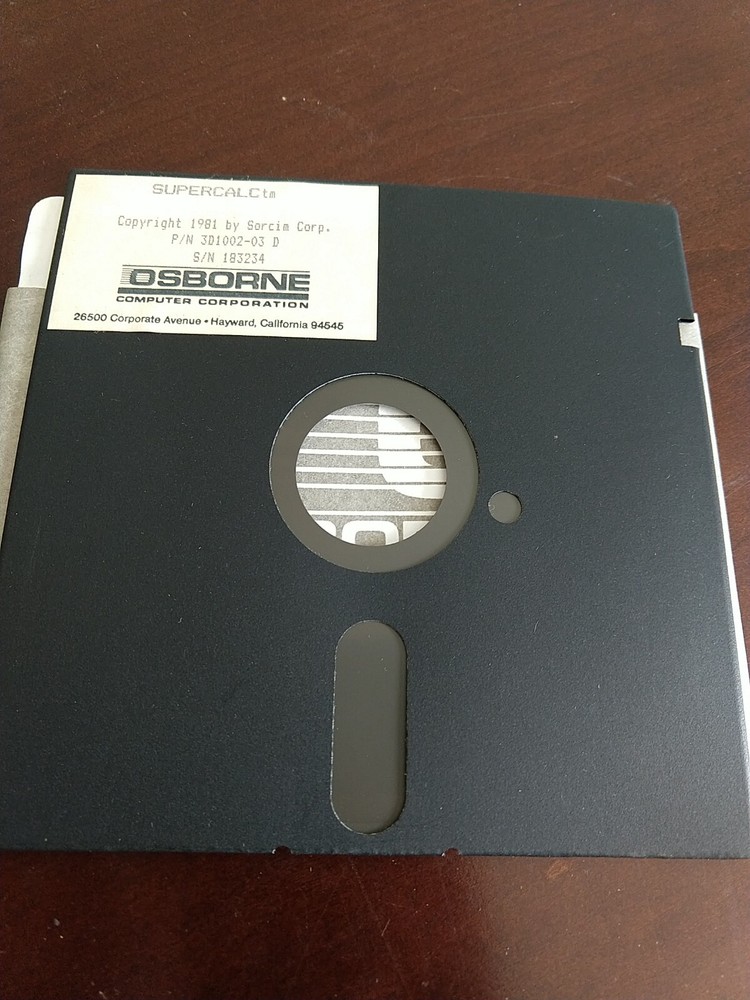 SUPERCALCtm
Copyright 1981 by Sorcim Corp.
P/N 3D1002-03 D
S/N 183234
OSBORNE
COMPUTER CORPORATION
26500 Corporate Avenue • Hayward, California 94545